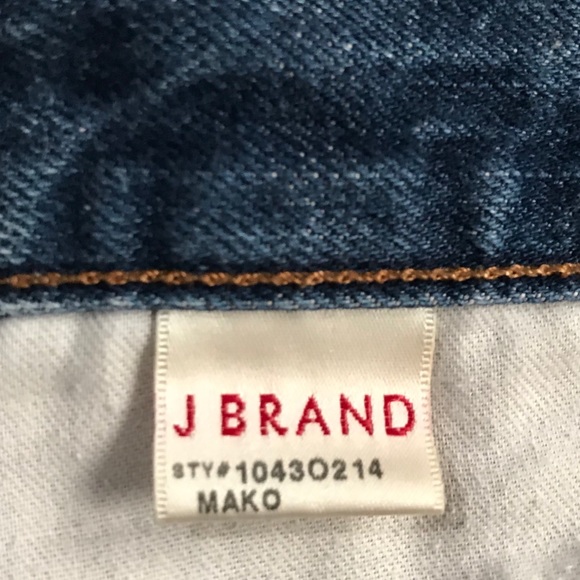 J BRAND
STY#1043O214
MAKO